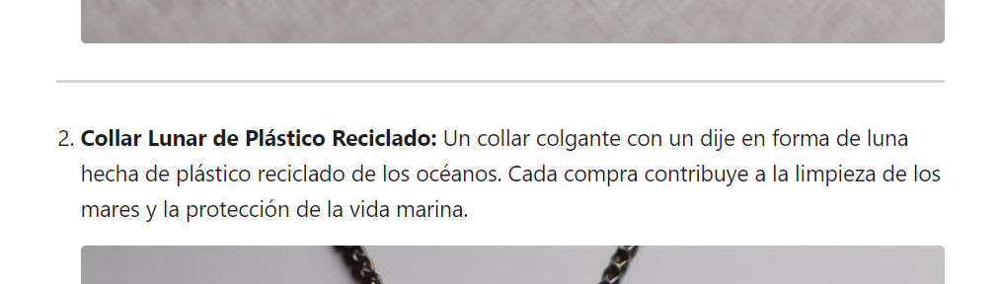 2. Collar Lunar de Plástico Reciclado: Un collar colgante con un dije en forma de luna
hecha de plástico reciclado de los océanos. Cada compra contribuye a la limpieza de los
mares y la protección de la vida marina.